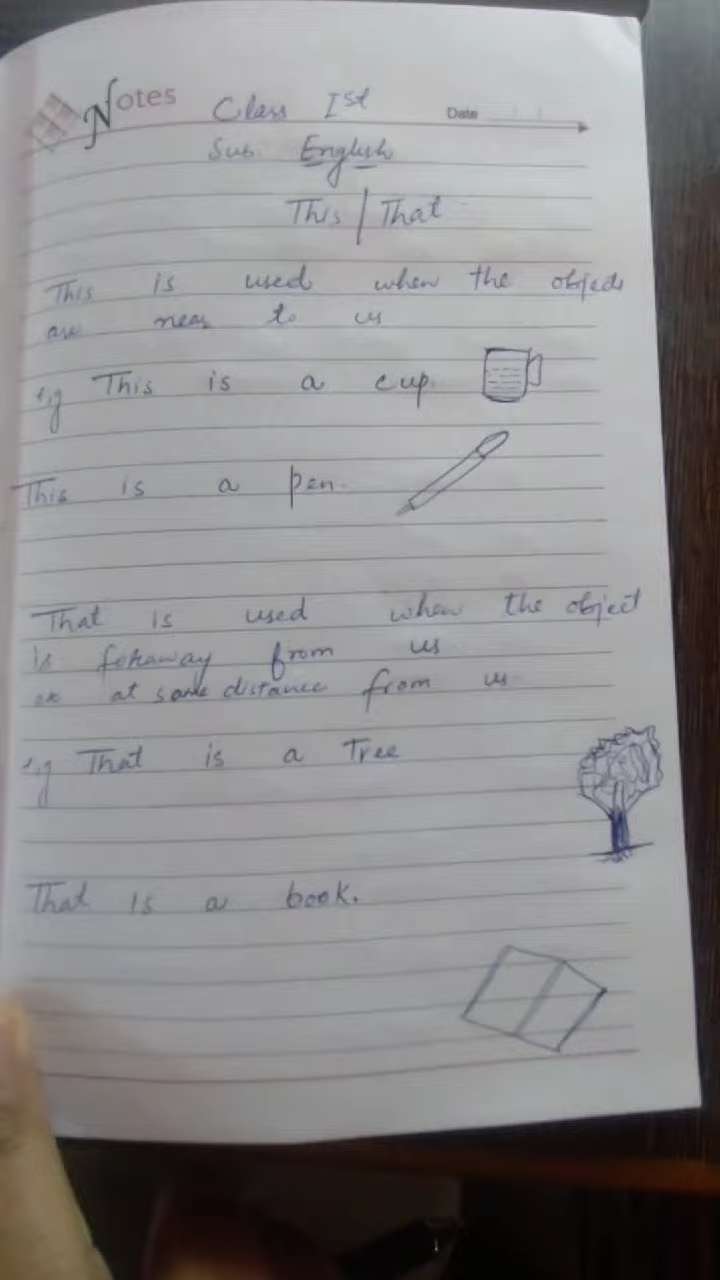 Notes Class Ist Date
Sub. English
This | That
This is used when the objects
are near to us
e.g This is a cup.
This is a pen.
That is used when the object
is faraway from us
or at some distance from us
e.g That is a Tree
That is a book.